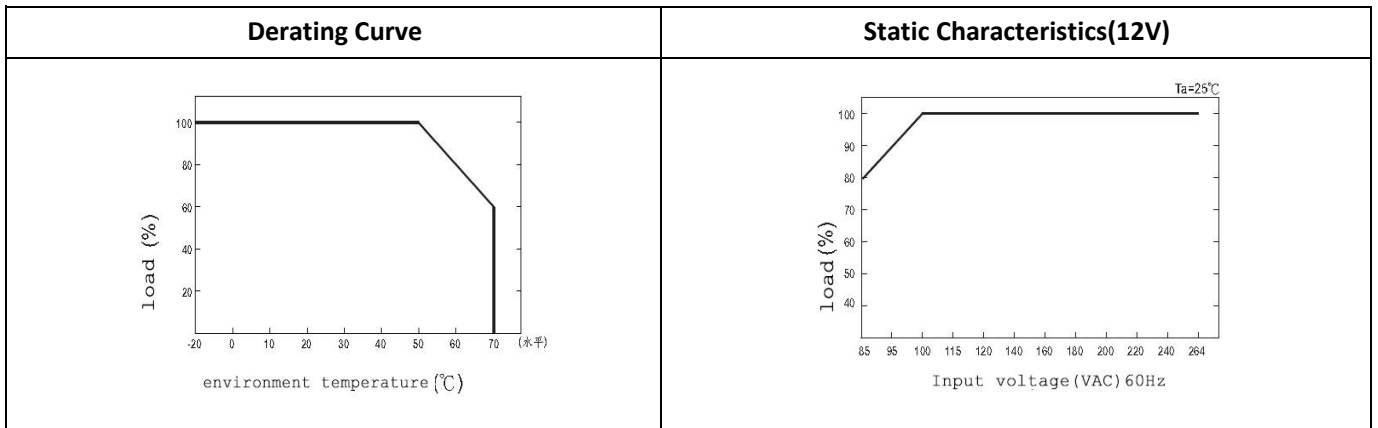 Derating Curve
Static Characteristics(12V)
100
80
60
40
20
load (%)
-20 0 10 20 30 40 50 60 70 (水平)
environment temperature(℃)
Ta=25℃
100
90
80
70
60
50
40
load(%)
85 95 100 115 120 140 160 180 200 220 240 264
Input voltage(VAC)60Hz